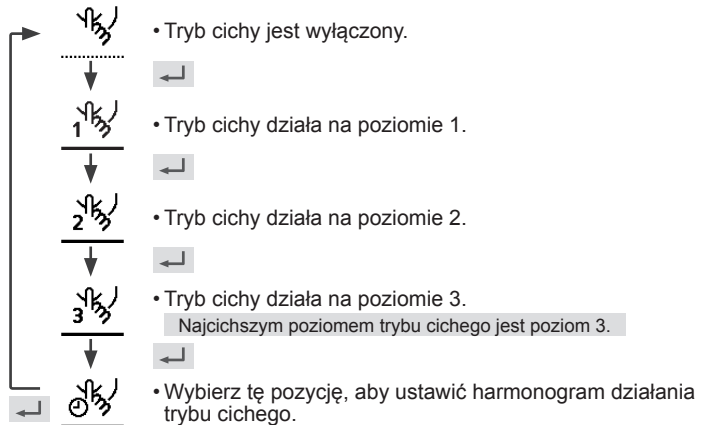 • Tryb cichy jest wyłączony.
1
• Tryb cichy działa na poziomie 1.
2
• Tryb cichy działa na poziomie 2.
3
• Tryb cichy działa na poziomie 3.
Najcichszym poziomem trybu cichego jest poziom 3.
• Wybierz tę pozycję, aby ustawić harmonogram działania
trybu cichego.